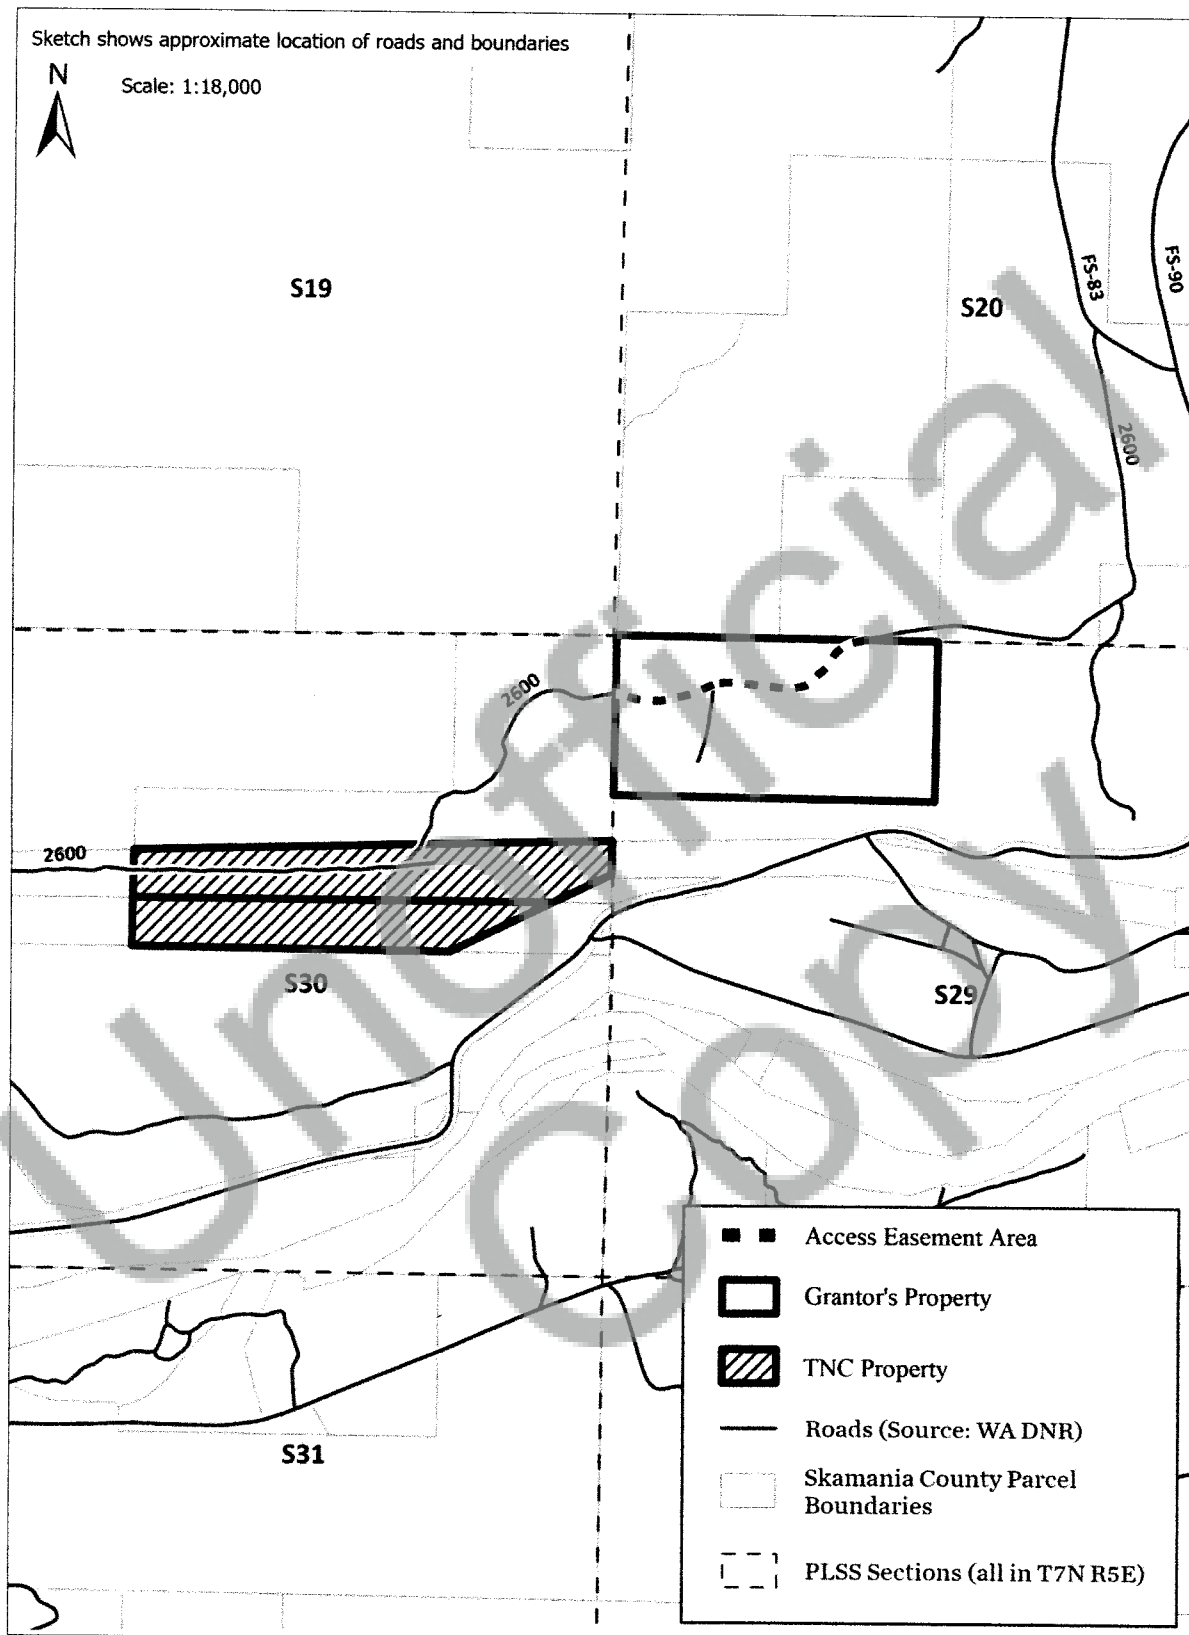 Sketch shows approximate location of roads and boundaries
N
Scale: 1:18,000
S19
S20
FS-83
FS-90
2600
2600
2600
S30
S29
S31
Unofficial
Copy
Access Easement Area
Grantor's Property
TNC Property
Roads (Source: WA DNR)
Skamania County Parcel
Boundaries
PLSS Sections (all in T7N R5E)